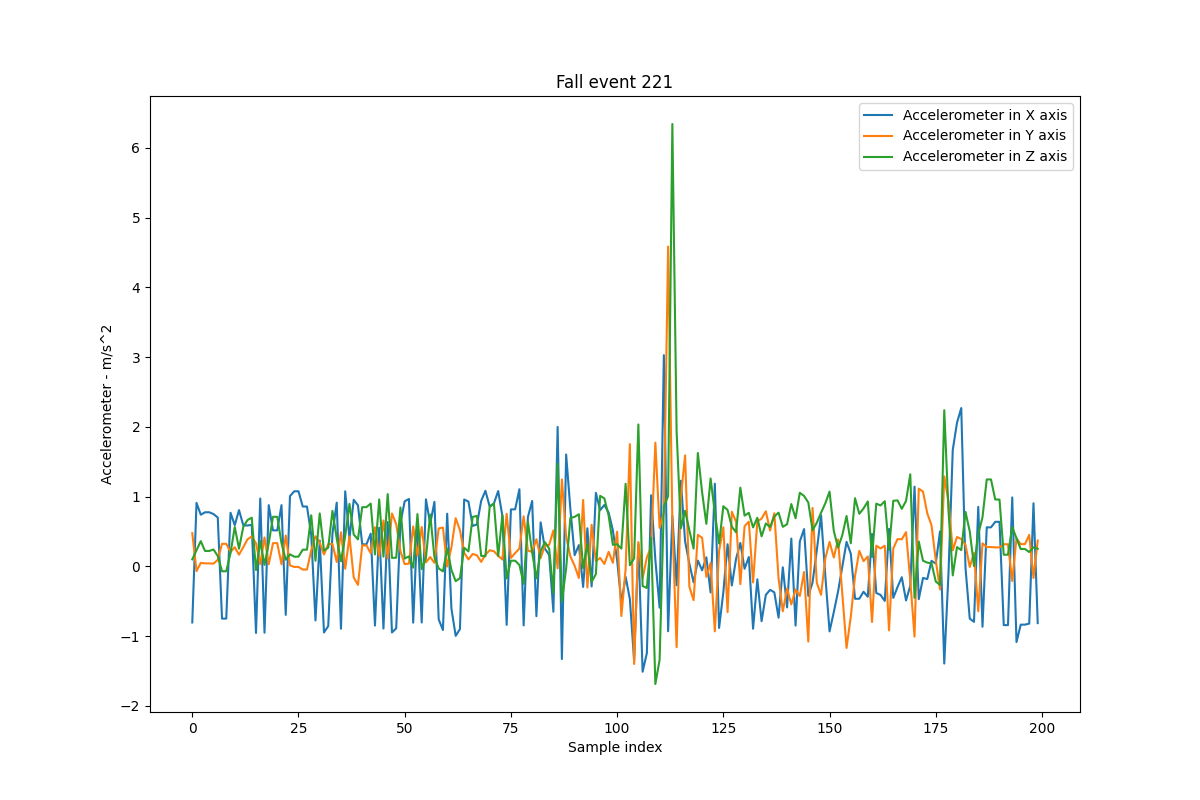 Fall event 221
Accelerometer in X axis
Accelerometer in Y axis
Accelerometer in Z axis
Accelerometer - m/s^2
6
5
4
3
2
1
0
−1
−2
0 25 50 75 100 125 150 175 200
Sample index